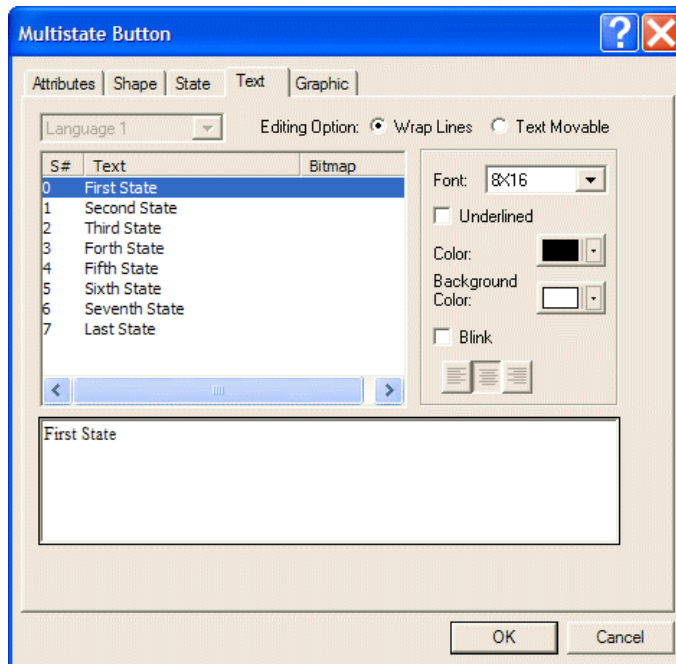 Multistate Button
Attributes Shape State Text Graphic
Language 1 Editing Option: Wrap Lines Text Movable
S# Text Bitmap
0 First State
1 Second State
2 Third State
3 Forth State
4 Fifth State
5 Sixth State
6 Seventh State
7 Last State
Font: 8X16
Underlined
Color:
Background
Color:
Blink
First State
OK Cancel